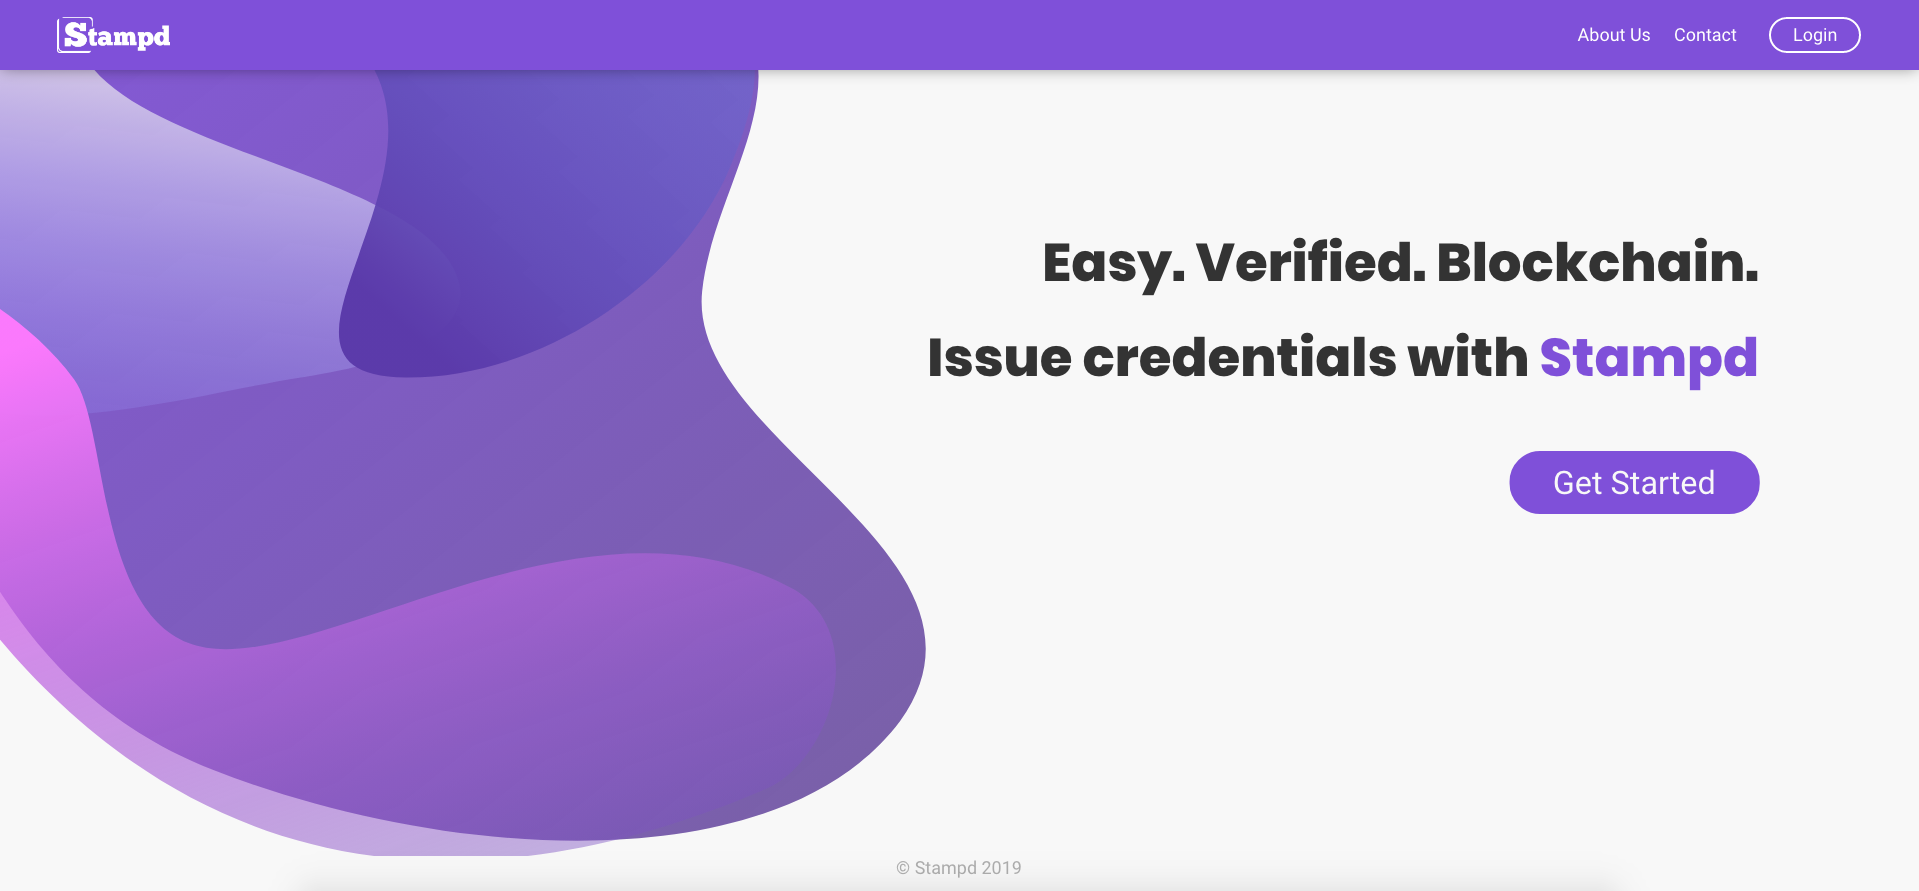 Stampd
About Us Contact Login
Easy. Verified. Blockchain.
Issue credentials with Stampd
Get Started
© Stampd 2019